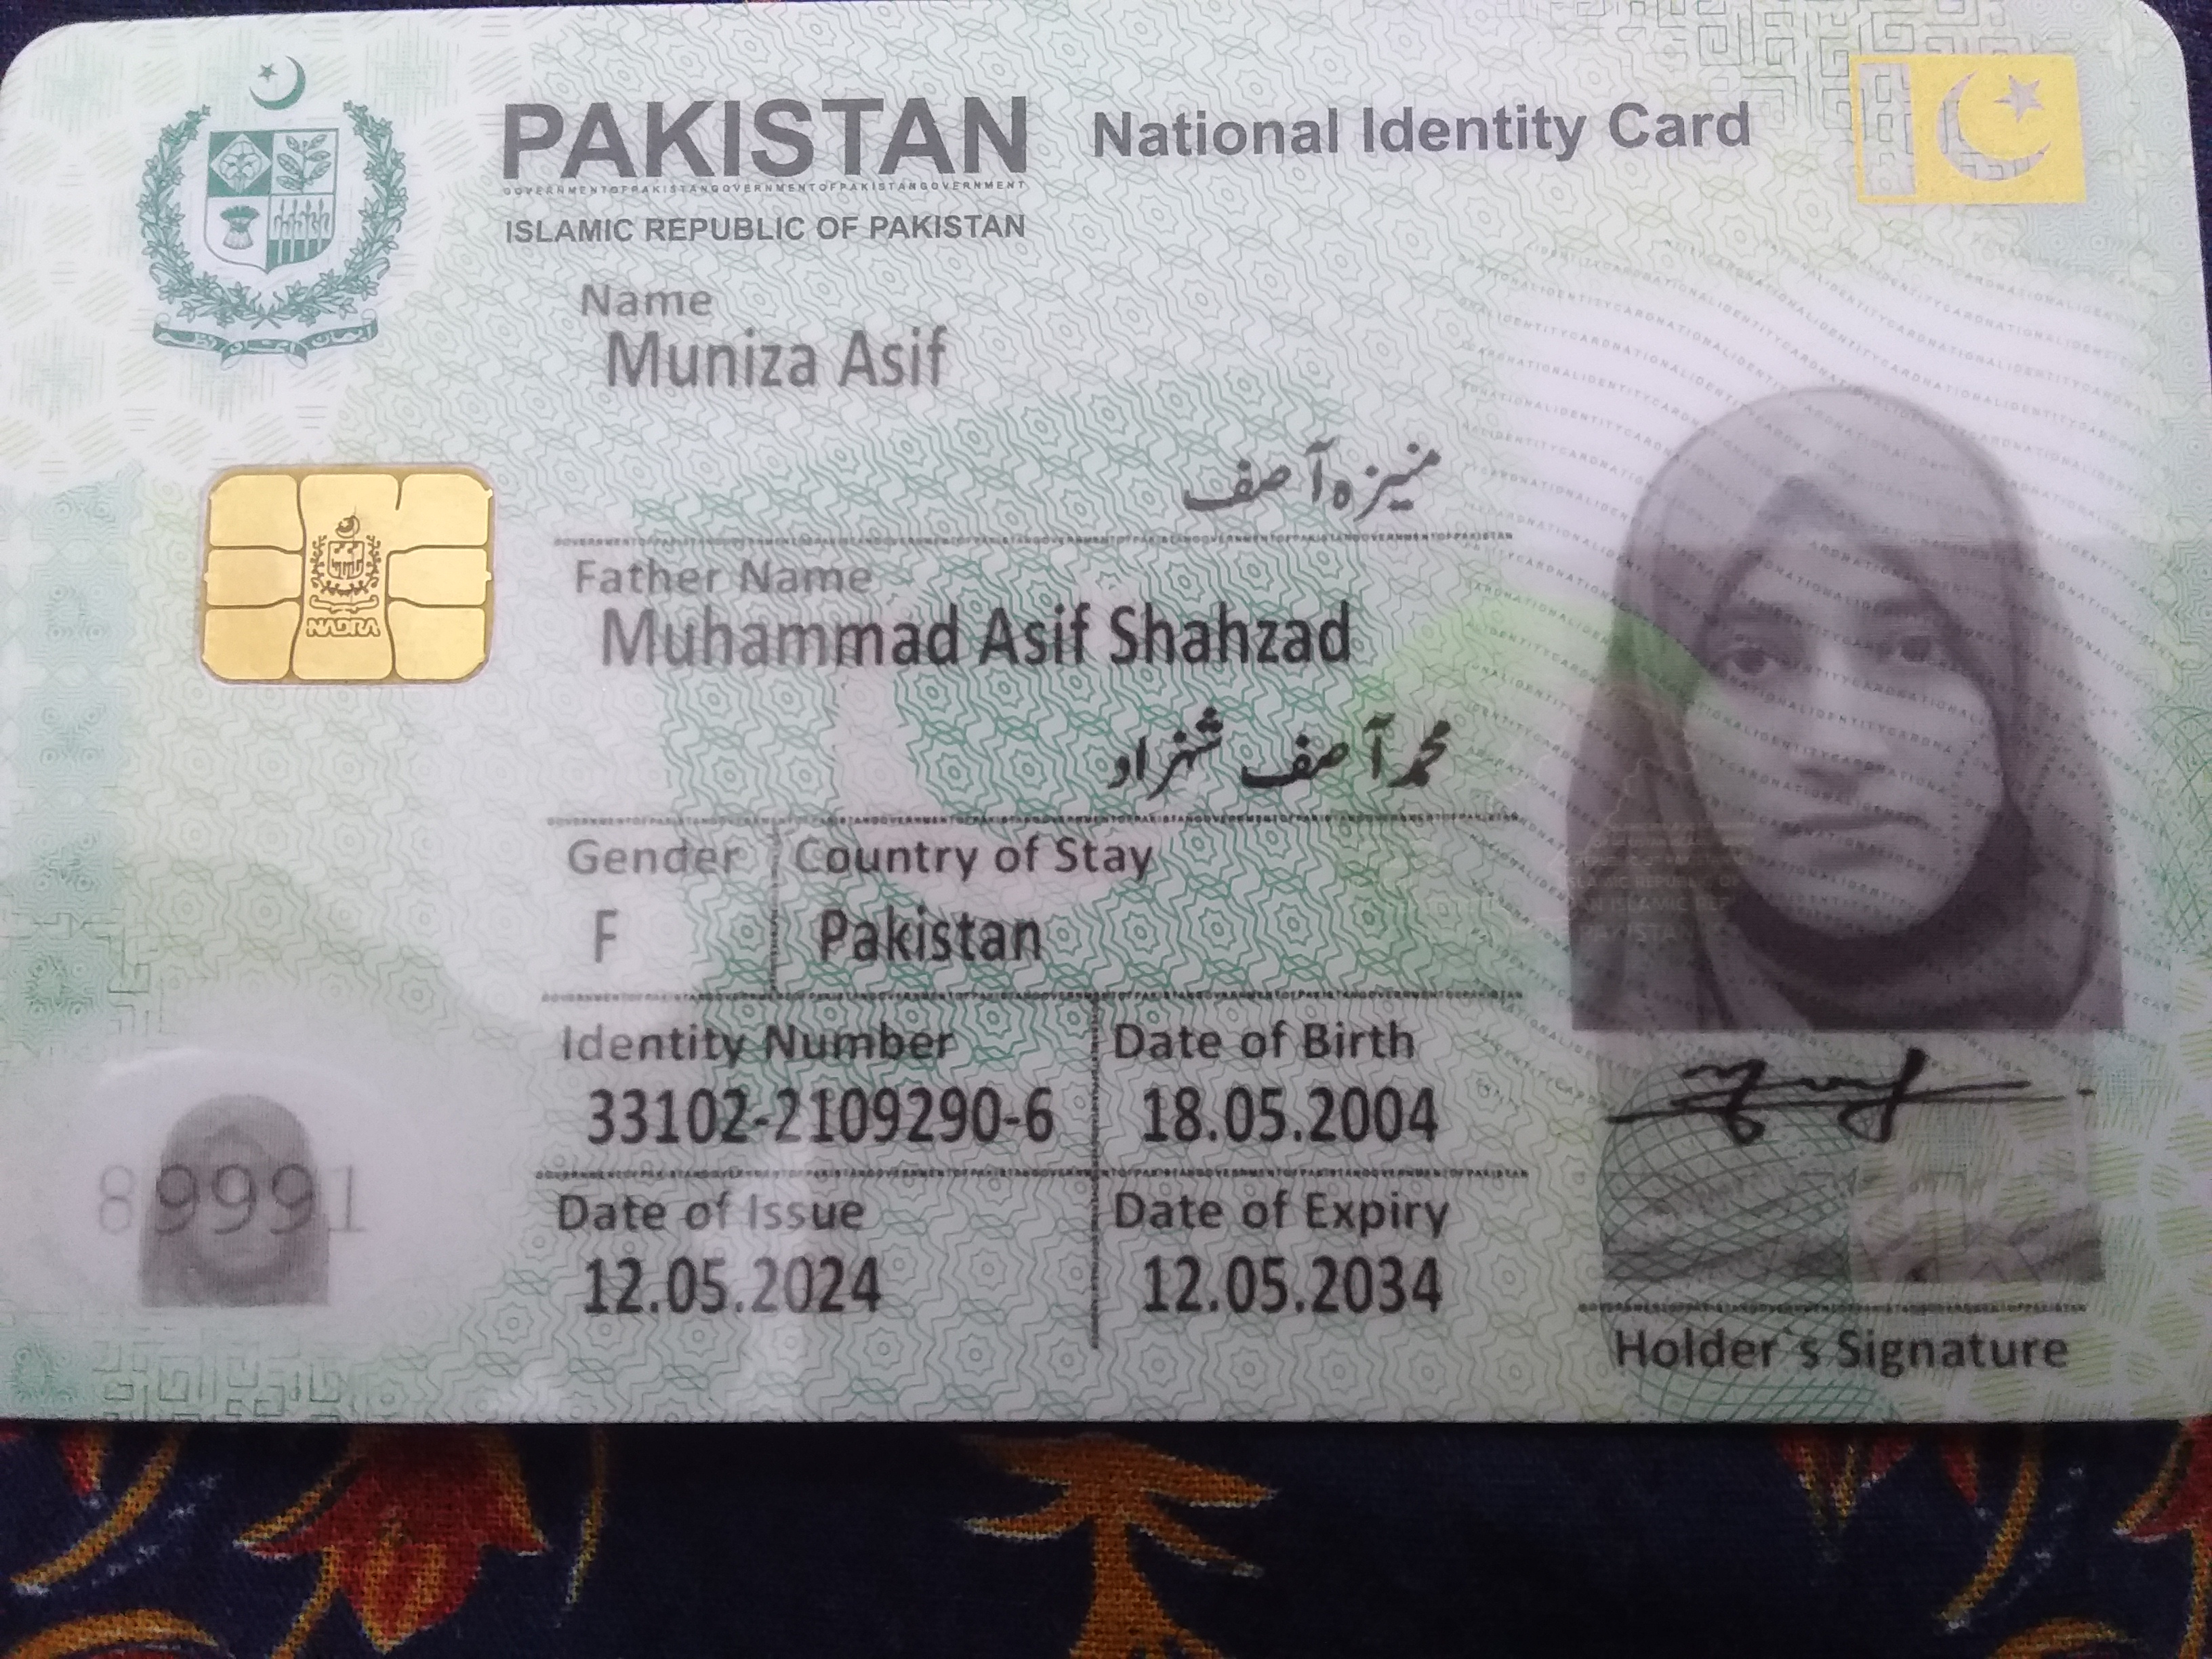 PAKISTAN National Identity Card
ISLAMIC REPUBLIC OF PAKISTAN
Name
Muniza Asif
منیزہ آصف
Father Name
Muhammad Asif Shahzad
محمد آصف شہزاد
Gender Country of Stay
F Pakistan
Identity Number Date of Birth
33102-2109290-6 18.05.2004
Date of Issue Date of Expiry
12.05.2024 12.05.2034
89991
Holder`s Signature
NADRA